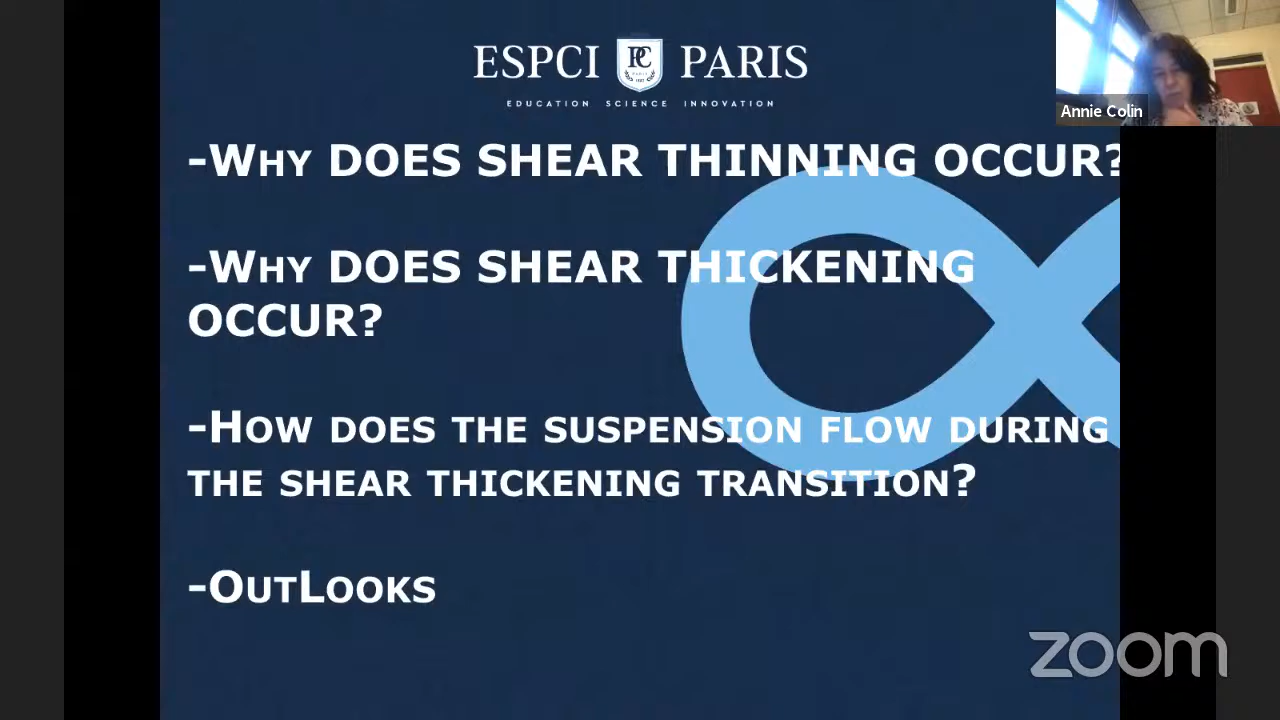 ESPCI PARIS
EDUCATION SCIENCE INNOVATION
Annie Colin
-WHY DOES SHEAR THINNING OCCUR?
-WHY DOES SHEAR THICKENING
OCCUR?
-HOW DOES THE SUSPENSION FLOW DURING
THE SHEAR THICKENING TRANSITION?
-OUTLOOKS
zoom